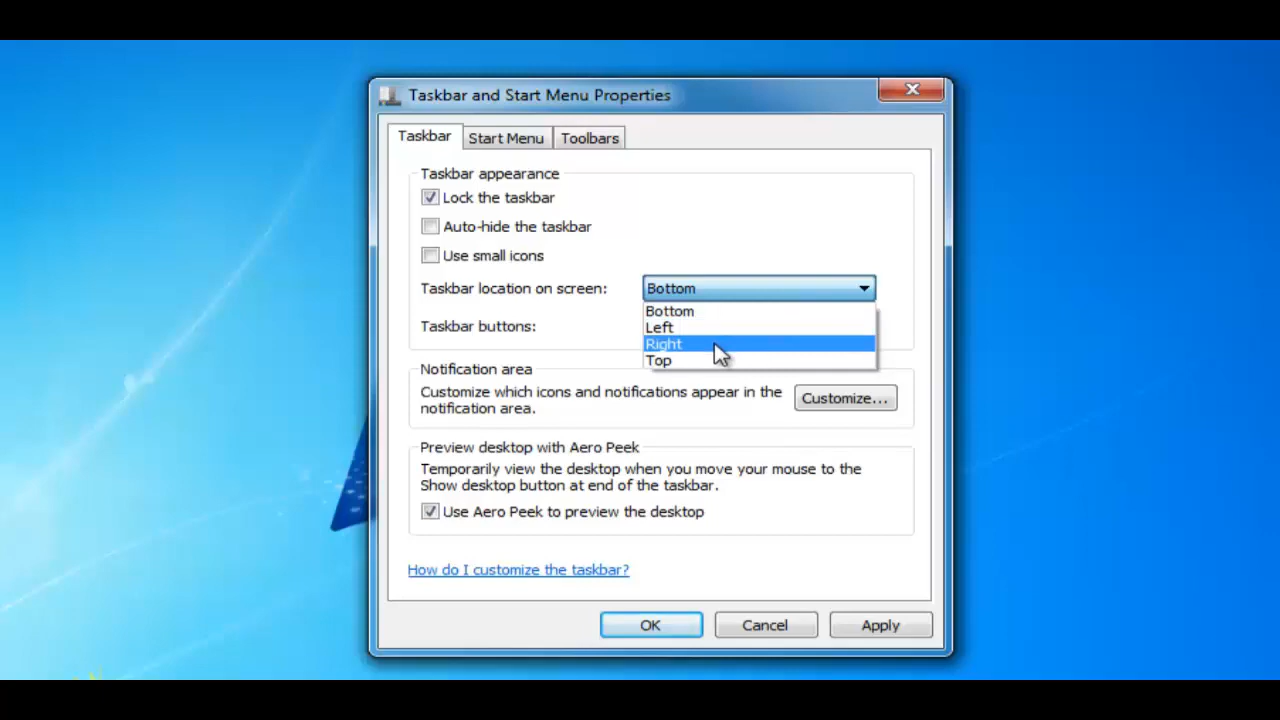 Taskbar and Start Menu Properties
Taskbar
Start Menu
Toolbars
Taskbar appearance
Lock the taskbar
Auto-hide the taskbar
Use small icons
Taskbar location on screen:
Bottom
Bottom
Left
Right
Top
Taskbar buttons:
Notification area
Customize which icons and notifications appear in the
notification area.
Customize...
Preview desktop with Aero Peek
Temporarily view the desktop when you move your mouse to the
Show desktop button at end of the taskbar.
Use Aero Peek to preview the desktop
How do I customize the taskbar?
OK
Cancel
Apply